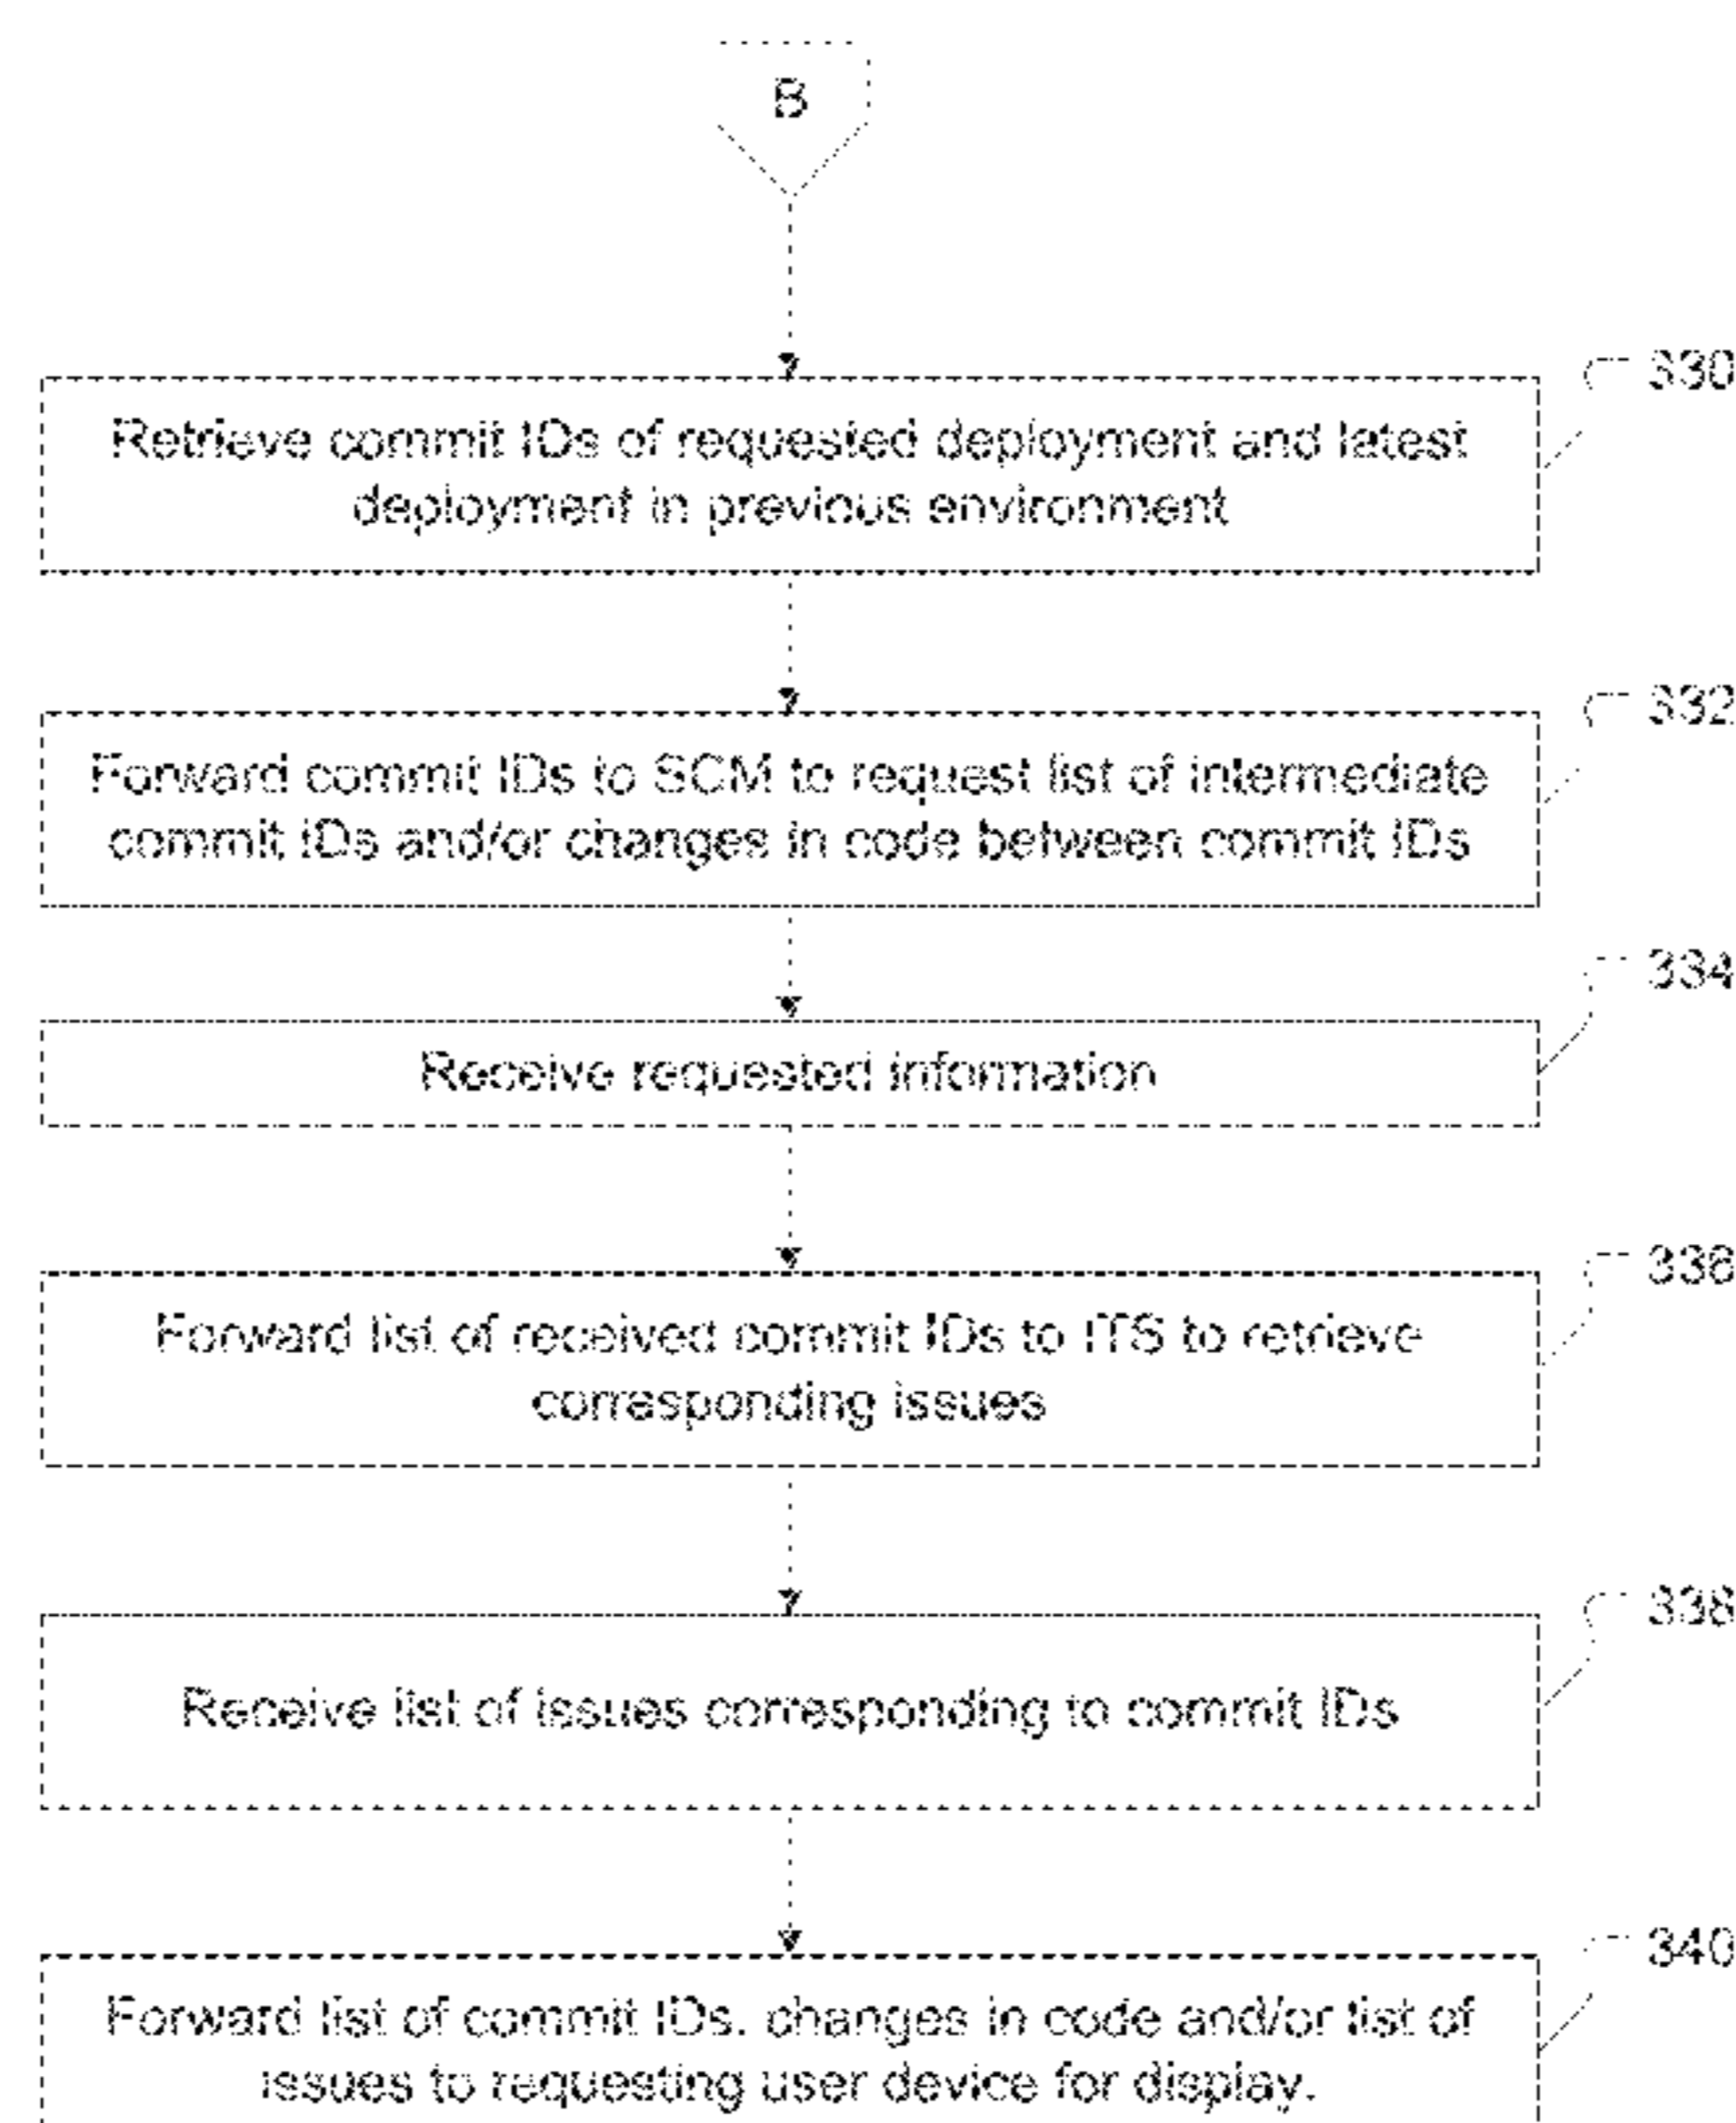 B
330
Retrieve commit IDs of requested deployment and latest
deployment in previous environment
332
Forward commit IDs to SCM to request list of intermediate
commit IDs and/or changes in code between commit IDs
334
Receive requested information
336
Forward list of received commit IDs to ITS to retrieve
corresponding issues
338
Receive list of issues corresponding to commit IDs
340
Forward list of commit IDs, changes in code and/or list of
issues to requesting user device for display.